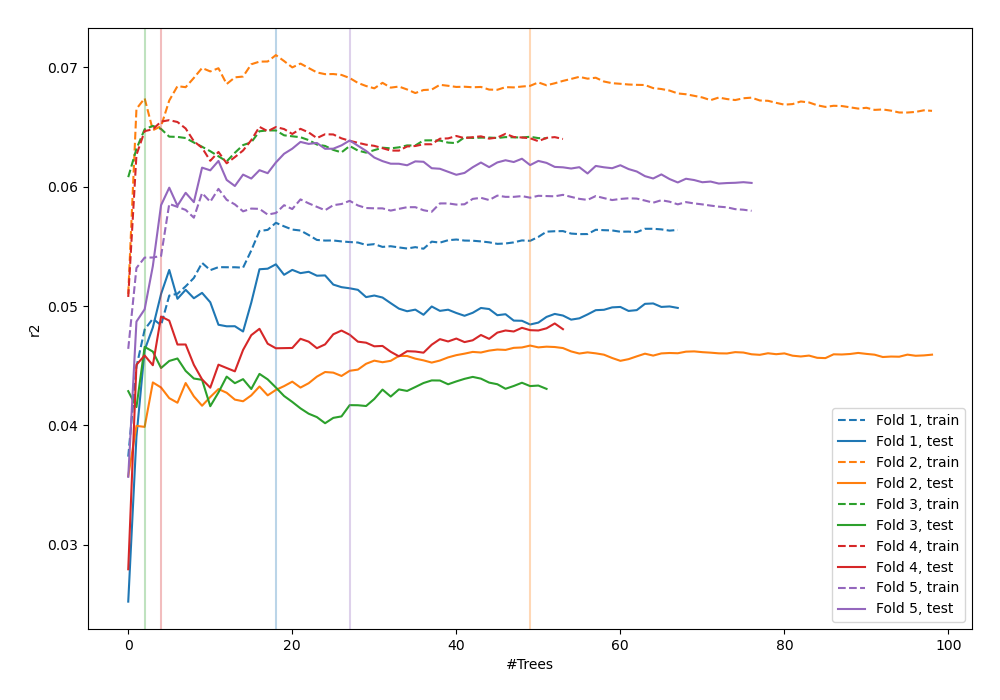 0.07
0.06
0.05
0.04
0.03
r2
0
20
40
60
80
100
#Trees
Fold 1, train
Fold 1, test
Fold 2, train
Fold 2, test
Fold 3, train
Fold 3, test
Fold 4, train
Fold 4, test
Fold 5, train
Fold 5, test